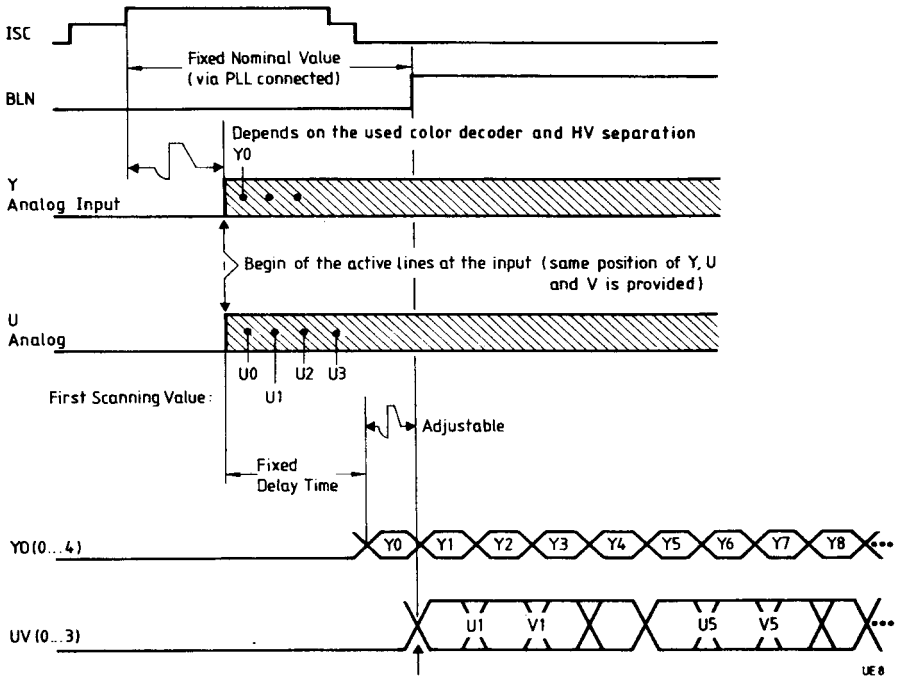 ISC
Fixed Nominal Value
(via PLL connected)
BLN
Depends on the used color decoder and HV separation
Y0
Y
Analog Input
Begin of the active lines at the input (same position of Y, U
and V is provided)
U
Analog
U0 U2 U3
First Scanning Value: U1
Adjustable
Fixed
Delay Time
Y0(0...4) Y0 Y1 Y2 Y3 Y4 Y5 Y6 Y7 Y8 ...
UV(0...3) U1 V1 U5 V5 ...
UE8